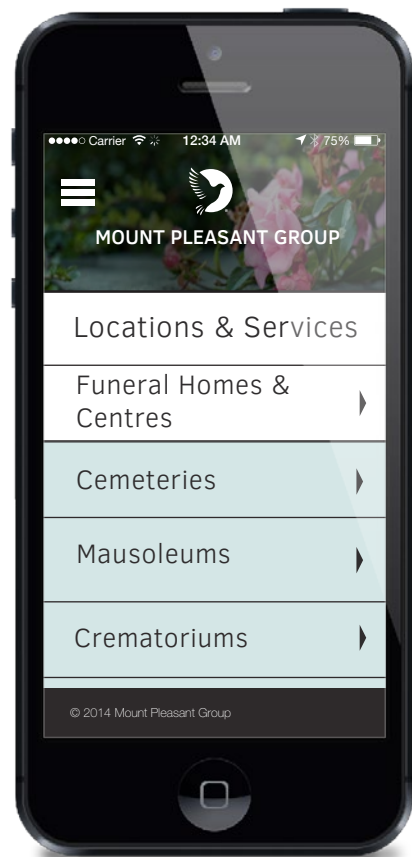 ●●●●○ Carrier 12:34 AM 75%
MOUNT PLEASANT GROUP
Locations & Services
Funeral Homes &
Centres
Cemeteries
Mausoleums
Crematoriums
© 2014 Mount Pleasant Group